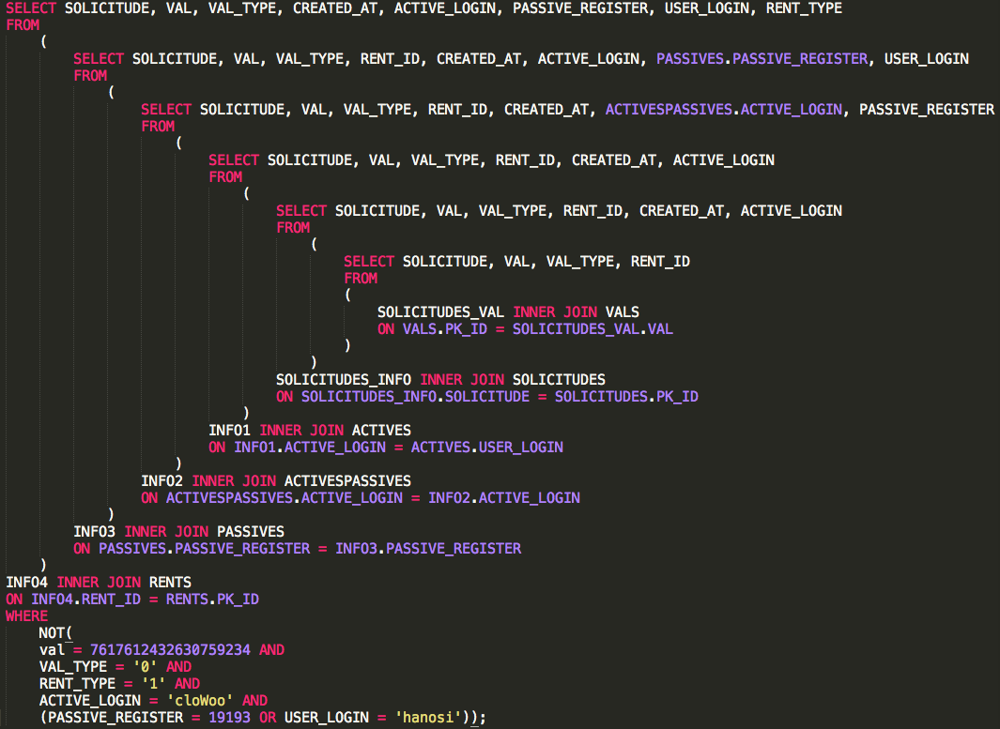 SELECT SOLICITUDE, VAL, VAL_TYPE, CREATED_AT, ACTIVE_LOGIN, PASSIVE_REGISTER, USER_LOGIN, RENT_TYPE
FROM
(
SELECT SOLICITUDE, VAL, VAL_TYPE, RENT_ID, CREATED_AT, ACTIVE_LOGIN, PASSIVES.PASSIVE_REGISTER, USER_LOGIN
FROM
(
SELECT SOLICITUDE, VAL, VAL_TYPE, RENT_ID, CREATED_AT, ACTIVESPASSIVES.ACTIVE_LOGIN, PASSIVE_REGISTER
FROM
(
SELECT SOLICITUDE, VAL, VAL_TYPE, RENT_ID, CREATED_AT, ACTIVE_LOGIN
FROM
(
SELECT SOLICITUDE, VAL, VAL_TYPE, RENT_ID, CREATED_AT, ACTIVE_LOGIN
FROM
(
SELECT SOLICITUDE, VAL, VAL_TYPE, RENT_ID
FROM
(
SOLICITUDES_VAL INNER JOIN VALS
ON VALS.PK_ID = SOLICITUDES_VAL.VAL
)
)
SOLICITUDES_INFO INNER JOIN SOLICITUDES
ON SOLICITUDES_INFO.SOLICITUDE = SOLICITUDES.PK_ID
)
INFO1 INNER JOIN ACTIVES
ON INFO1.ACTIVE_LOGIN = ACTIVES.USER_LOGIN
)
INFO2 INNER JOIN ACTIVESPASSIVES
ON ACTIVESPASSIVES.ACTIVE_LOGIN = INFO2.ACTIVE_LOGIN
)
INFO3 INNER JOIN PASSIVES
ON PASSIVES.PASSIVE_REGISTER = INFO3.PASSIVE_REGISTER
)
INFO4 INNER JOIN RENTS
ON INFO4.RENT_ID = RENTS.PK_ID
WHERE
NOT(
val = 7617612432630759234 AND
VAL_TYPE = '0' AND
RENT_TYPE = '1' AND
ACTIVE_LOGIN = 'cloWoo' AND
(PASSIVE_REGISTER = 19193 OR USER_LOGIN = 'hanosi'));